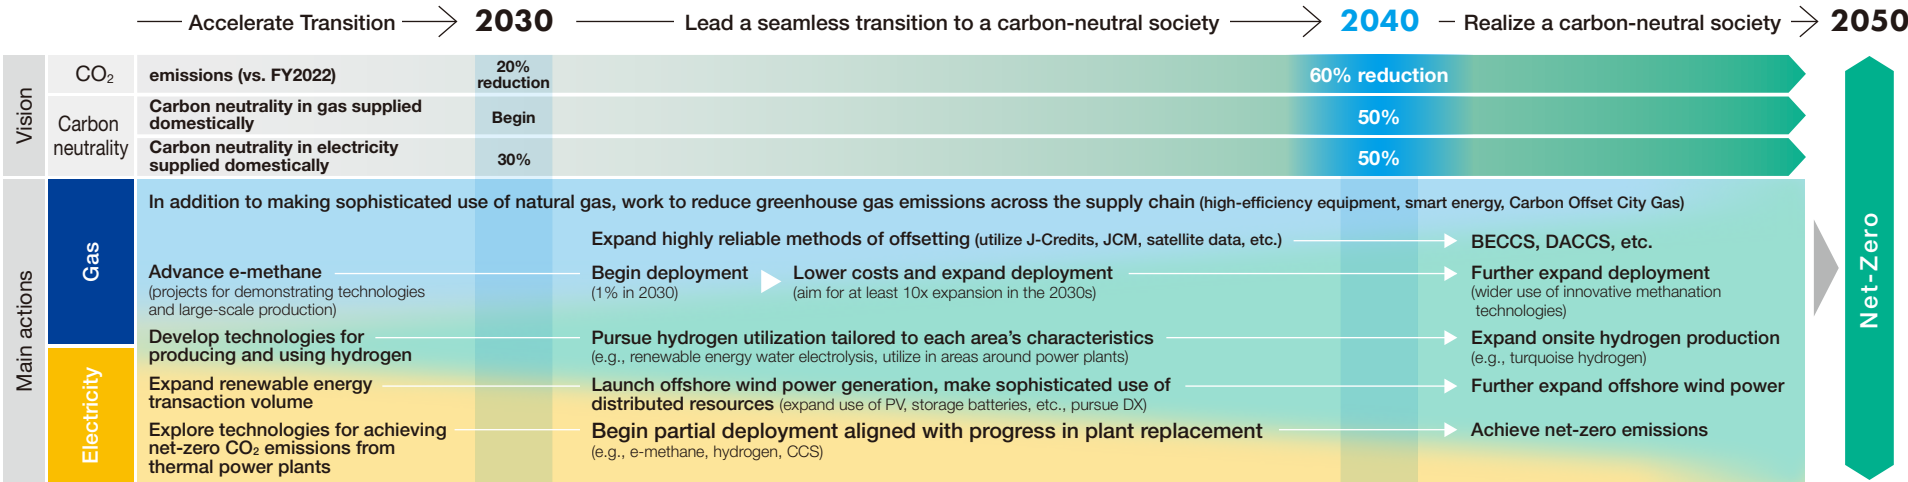 Accelerate Transition
2030
Lead a seamless transition to a carbon-neutral society
2040
Realize a carbon-neutral society
2050
Vision
CO₂
emissions (vs. FY2022)
20%
reduction
60% reduction
Carbon
neutrality
Carbon neutrality in gas supplied
domestically
Begin
50%
Carbon neutrality in electricity
supplied domestically
30%
50%
Main actions
Gas
In addition to making sophisticated use of natural gas, work to reduce greenhouse gas emissions across the supply chain (high-efficiency equipment, smart energy, Carbon Offset City Gas)
Expand highly reliable methods of offsetting (utilize J-Credits, JCM, satellite data, etc.)
BECCS, DACCS, etc.
Advance e-methane
(projects for demonstrating technologies
and large-scale production)
Begin deployment
(1% in 2030)
Lower costs and expand deployment
(aim for at least 10x expansion in the 2030s)
Further expand deployment
(wider use of innovative methanation
technologies)
Develop technologies for
producing and using hydrogen
Pursue hydrogen utilization tailored to each area’s characteristics
(e.g., renewable energy water electrolysis, utilize in areas around power plants)
Expand onsite hydrogen production
(e.g., turquoise hydrogen)
Electricity
Expand renewable energy
transaction volume
Launch offshore wind power generation, make sophisticated use of
distributed resources (expand use of PV, storage batteries, etc., pursue DX)
Further expand offshore wind power
Explore technologies for achieving
net-zero CO₂ emissions from
thermal power plants
Begin partial deployment aligned with progress in plant replacement
(e.g., e-methane, hydrogen, CCS)
Achieve net-zero emissions
Net-Zero